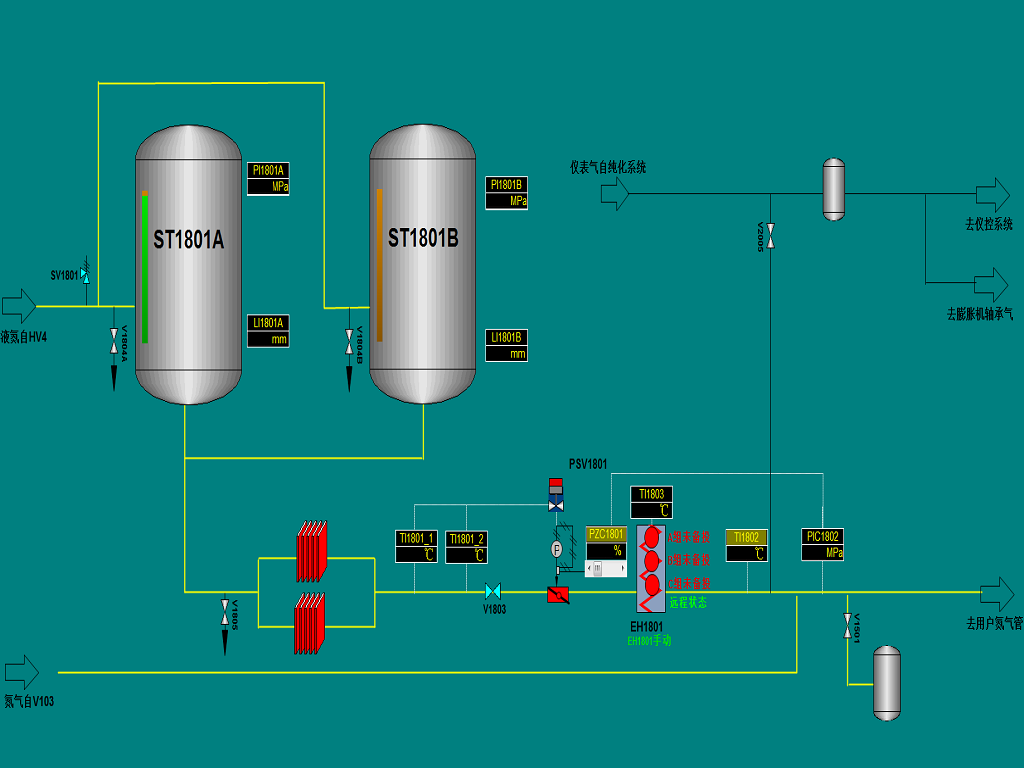 仪表气自纯化系统
PI1801A
MPa
PI1801B
MPa
去仪控系统
V2005
ST1801A
ST1801B
SV1801
去膨胀机轴承气
液氮自HV4
V1804A
LI1801A
mm
V1804B
LI1801B
mm
PSV1801
TI1803
℃
TI1801_1
℃
TI1801_2
℃
PZC1801
%
P
A组未备投
B组未备投
C组未备投
远程状态
TI1802
℃
PIC1802
MPa
V1803
V1805
EH1801
EH1801手动
V1501
去用户氮气管
氮气自V103